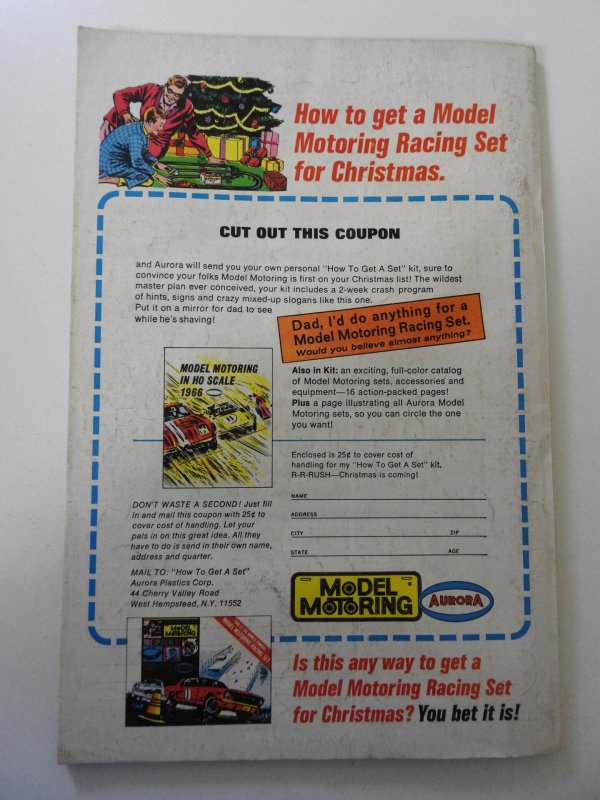 How to get a Model
Motoring Racing Set
for Christmas.
CUT OUT THIS COUPON
and Aurora will send you your own personal "How To Get A Set" kit, sure to
convince your folks Model Motoring is first on your Christmas list! The wildest
master plan ever conceived, your kit includes a 2-week crash program
of hints, signs and crazy mixed-up slogans like this one.
Put it on a mirror for dad to see
while he's shaving!
Dad, I'd do anything for a
Model Motoring Racing Set.
Would you believe almost anything?
MODEL MOTORING
IN HO SCALE
1966
Also in Kit: an exciting, full-color catalog
of Model Motoring sets, accessories and
equipment—16 action-packed pages!
Plus a page illustrating all Aurora Model
Motoring sets, so you can circle the one
you want!
Enclosed is 25¢ to cover cost of
handling for my "How To Get A Set" kit.
R-R-RUSH—Christmas is coming!
NAME
ADDRESS
CITY ZIP
STATE AGE
DON'T WASTE A SECOND! Just fill
in and mail this coupon with 25¢ to
cover cost of handling. Let your
pals in on this great idea. All they
have to do is send in their own name,
address and quarter.
MAIL TO: "How To Get A Set"
Aurora Plastics Corp.
44 Cherry Valley Road
West Hempstead, N.Y. 11552
MODEL
MOTORING
AURORA
MODEL
MOTORING
Is this any way to get a
Model Motoring Racing Set
for Christmas? You bet it is!